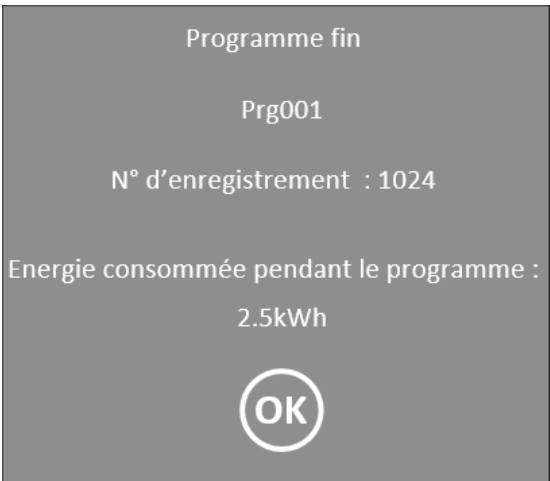 Programme fin
Prg001
N° d’enregistrement  : 1024
Energie consommée pendant le programme :
2.5kWh
OK